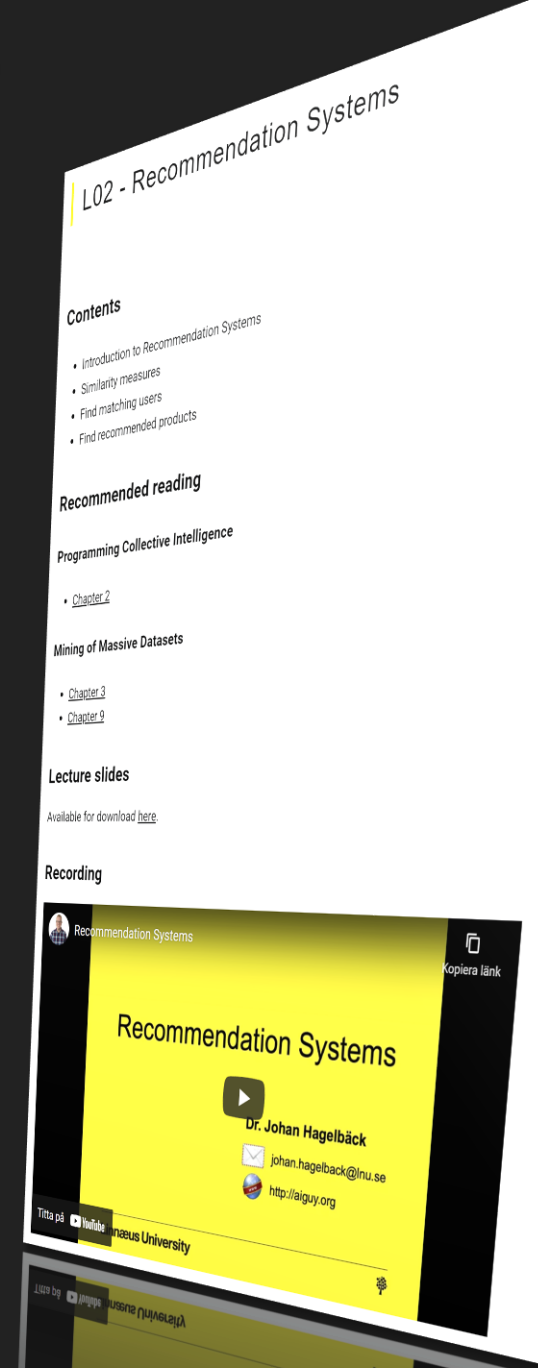 L02 - Recommendation Systems
Contents
• Introduction to Recommendation Systems
• Similarity measures
• Find matching users
• Find recommended products
Recommended reading
Programming Collective Intelligence
• Chapter 2
Mining of Massive Datasets
• Chapter 3
• Chapter 9
Lecture slides
Available for download here.
Recording
Recommendation Systems
Kopiera länk
Recommendation Systems
Dr. Johan Hagelbäck
johan.hagelback@lnu.se
http://aiguy.org
Titta på YouTube
nnæus University